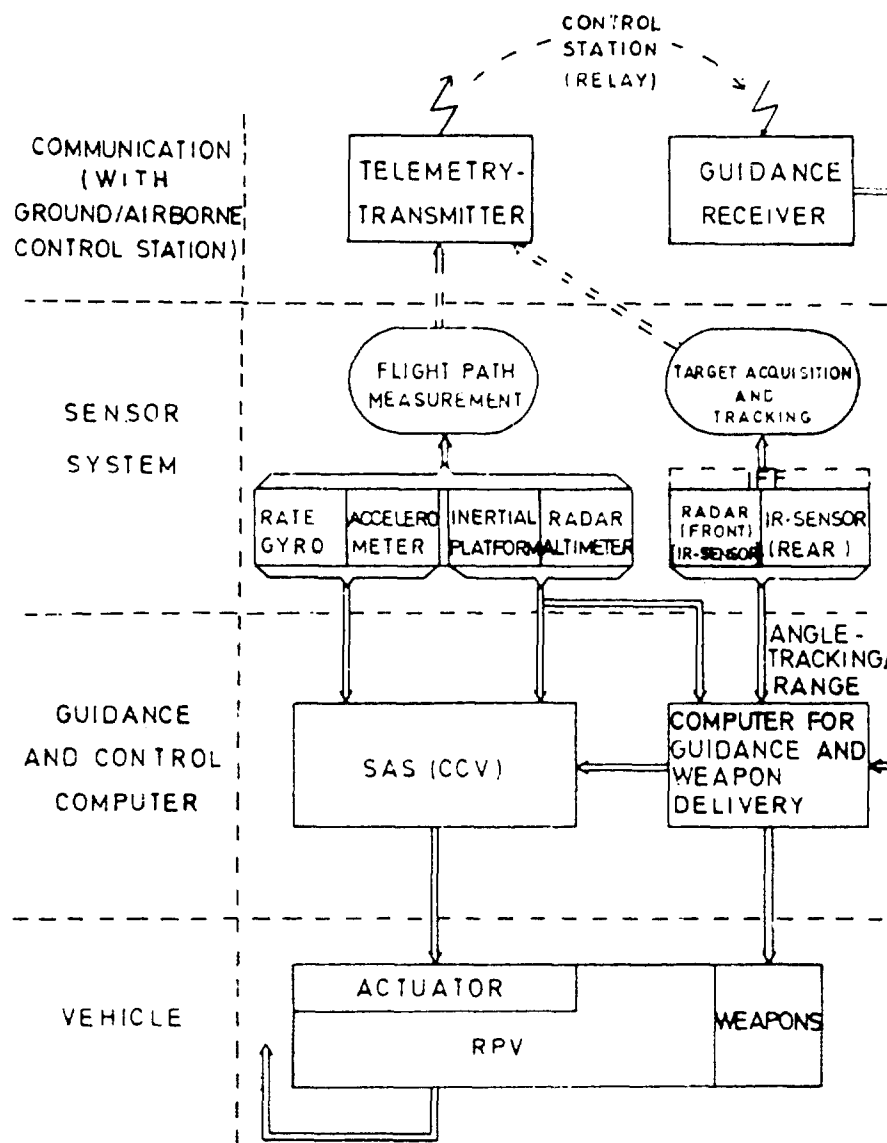 CONTROL
STATION
(RELAY)
COMMUNICATION
(WITH
GROUND/AIRBORNE
CONTROL STATION)
TELEMETRY-
TRANSMITTER
GUIDANCE
RECEIVER
SENSOR
SYSTEM
FLIGHT PATH
MEASUREMENT
TARGET ACQUISITION
AND
TRACKING
RATE
GYRO
ACCELERO
METER
INERTIAL
PLATFORM
RADAR
ALTIMETER
RADAR
(FRONT)
IR-SENSOR
IR-SENSOR
(REAR)
GUIDANCE
AND CONTROL
COMPUTER
ANGLE-
TRACKING/
RANGE
SAS (CCV)
COMPUTER FOR
GUIDANCE AND
WEAPON
DELIVERY
VEHICLE
ACTUATOR
RPV
WEAPONS